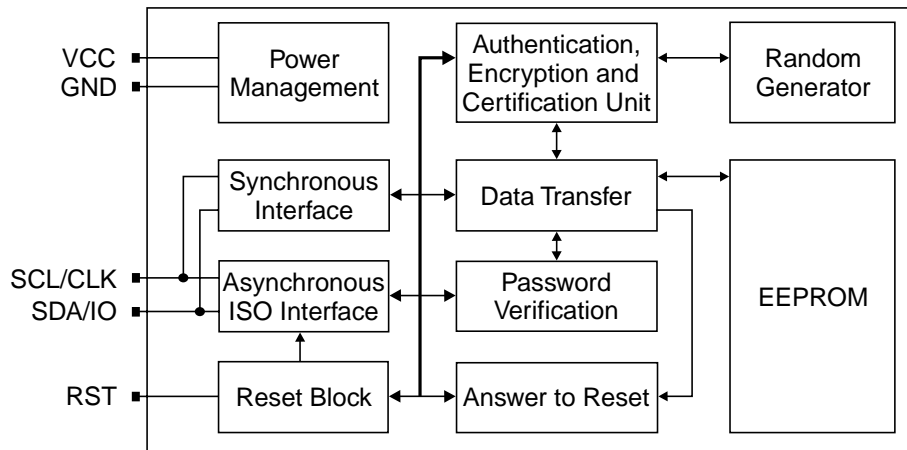 VCC
GND
Power
Management
Authentication,
Encryption and
Certification Unit
Random
Generator
Synchronous
Interface
Data Transfer
EEPROM
SCL/CLK
SDA/IO
Asynchronous
ISO Interface
Password
Verification
RST
Reset Block
Answer to Reset